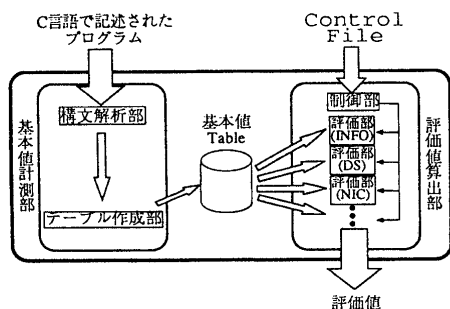 C言語で記述された
プログラム
Control
File
基本値計測部
構文解析部
テーブル作成部
基本値
Table
制御部
評価部
(INFO)
評価部
(DS)
評価部
(NIC)
評価値算出部
評価値